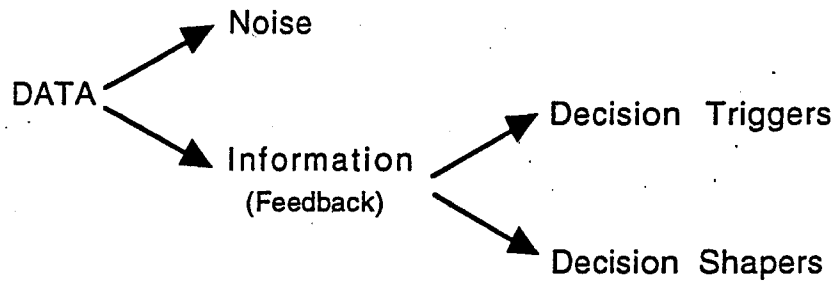 Noise
DATA
Decision Triggers
Information
(Feedback)
Decision Shapers